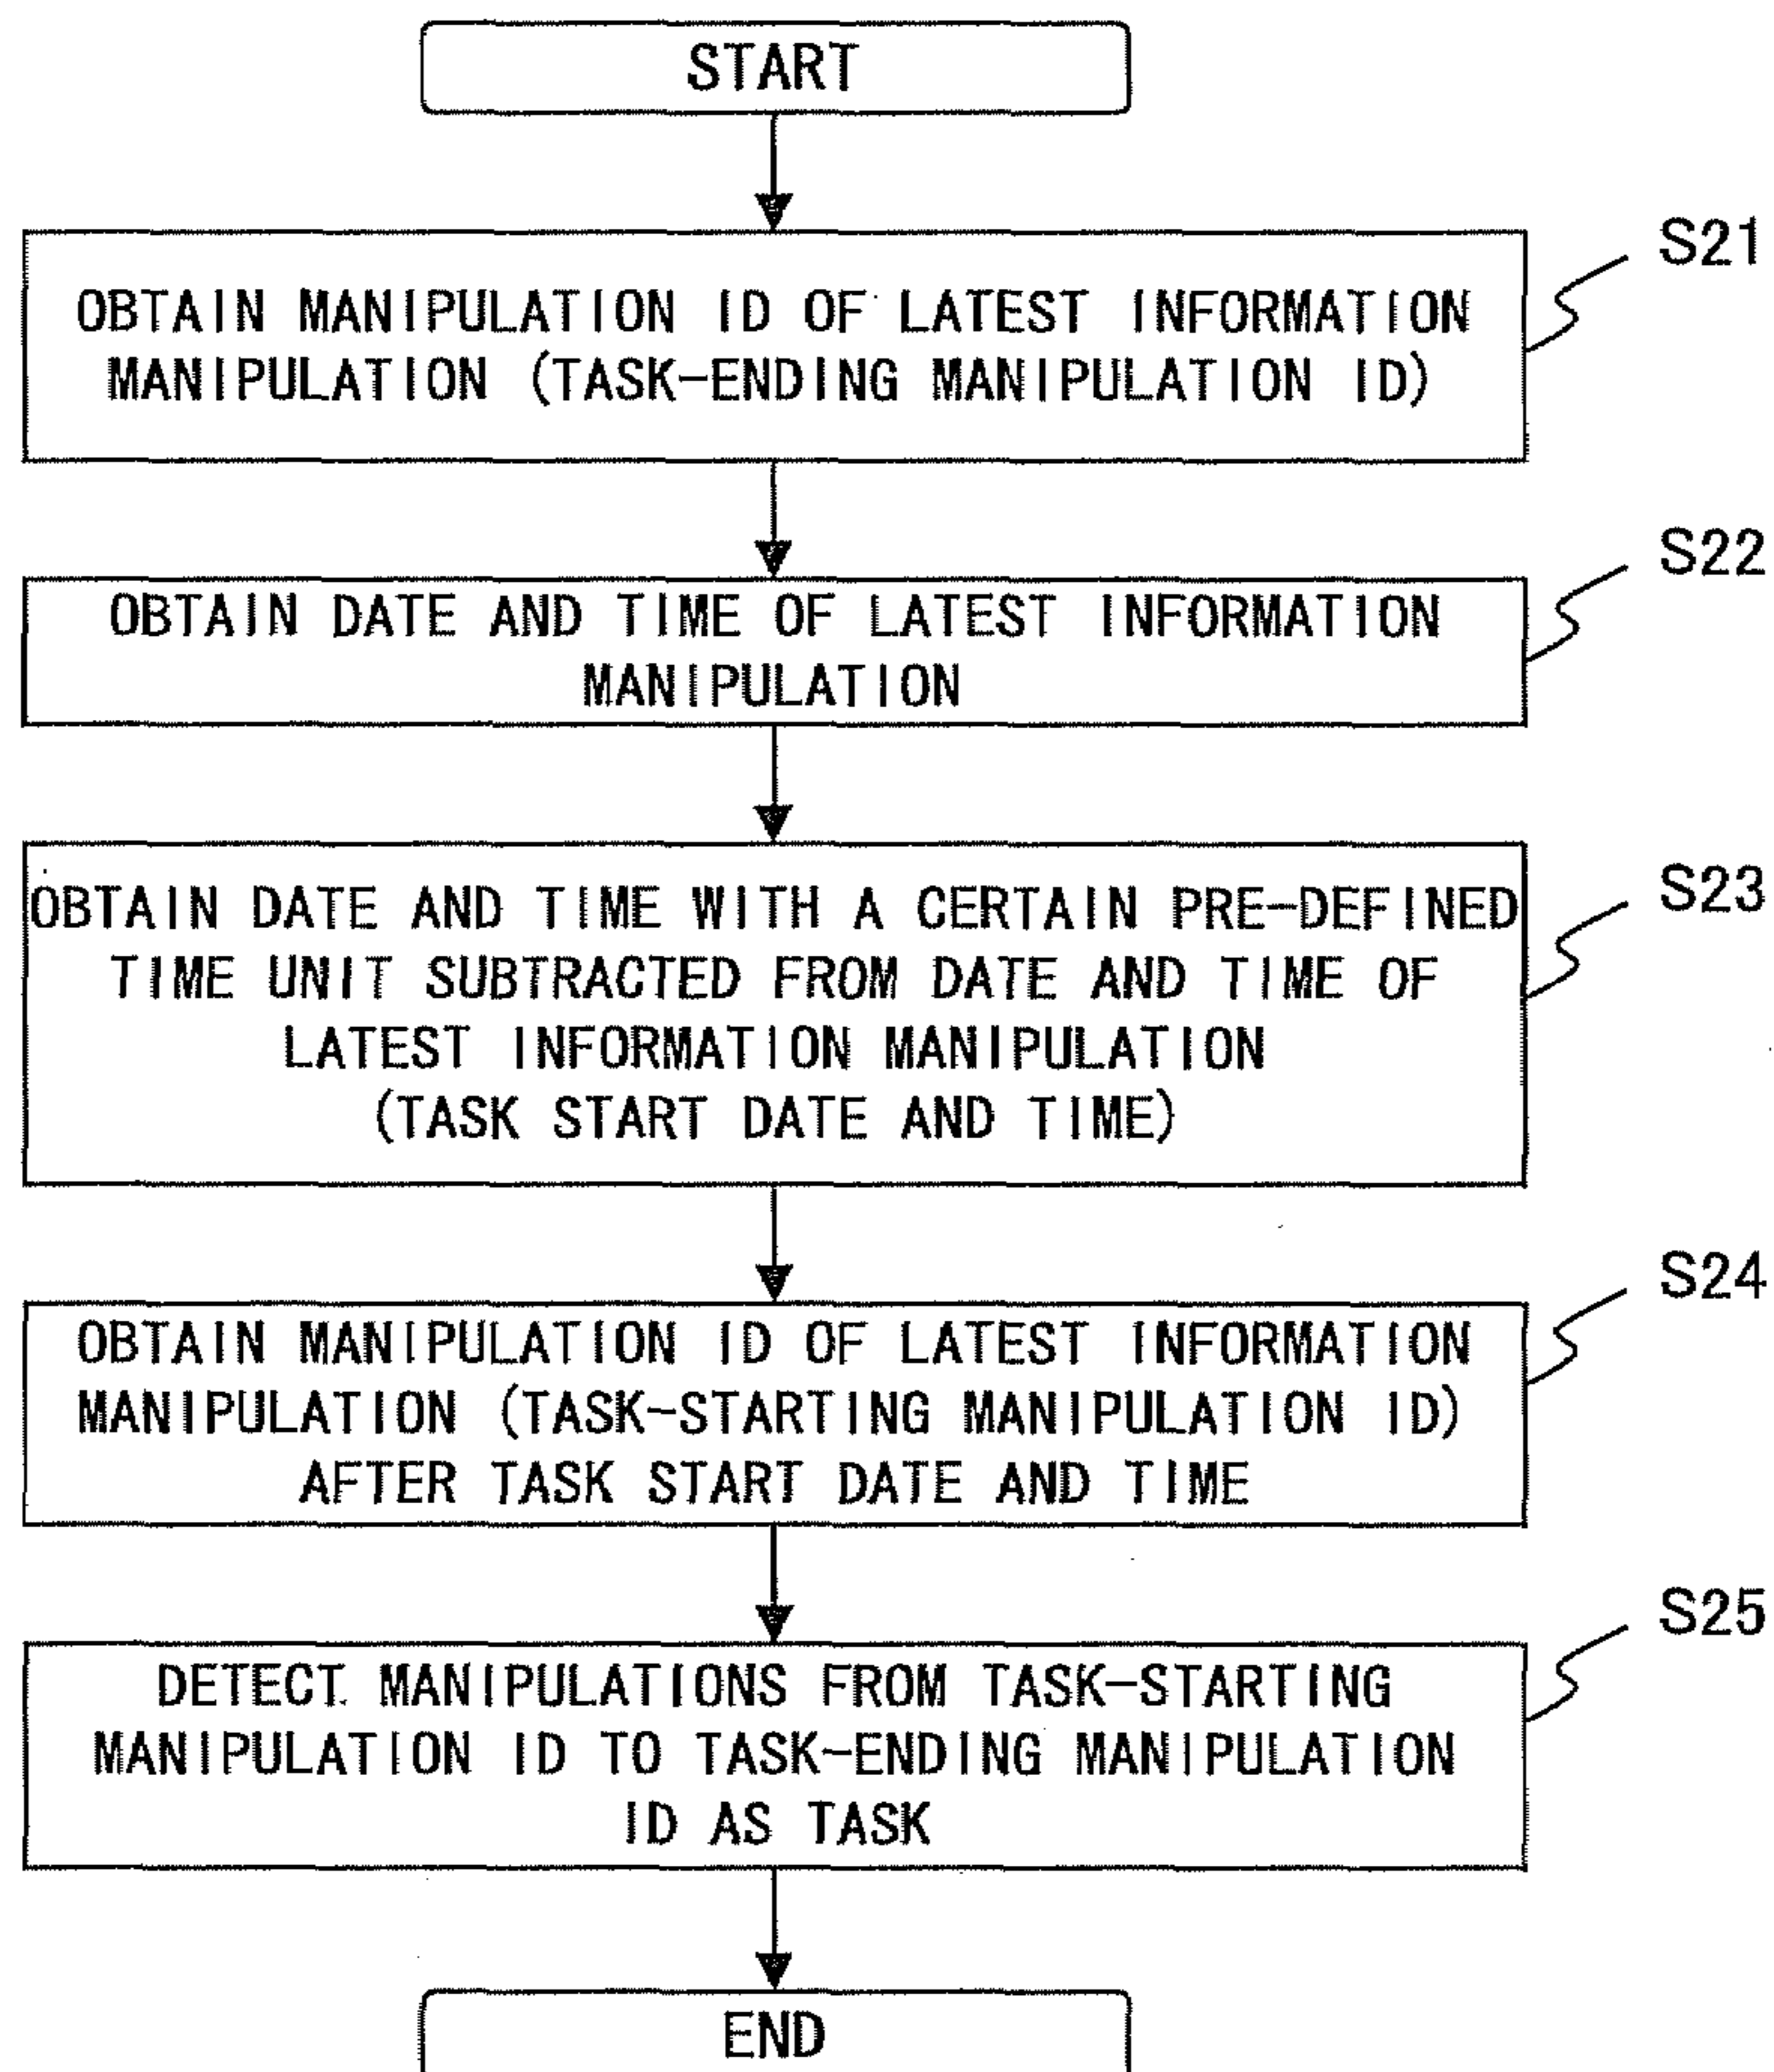 START
S21
OBTAIN MANIPULATION ID OF LATEST INFORMATION
MANIPULATION (TASK-ENDING MANIPULATION ID)
S22
OBTAIN DATE AND TIME OF LATEST INFORMATION
MANIPULATION
S23
OBTAIN DATE AND TIME WITH A CERTAIN PRE-DEFINED
TIME UNIT SUBTRACTED FROM DATE AND TIME OF
LATEST INFORMATION MANIPULATION
(TASK START DATE AND TIME)
S24
OBTAIN MANIPULATION ID OF LATEST INFORMATION
MANIPULATION (TASK-STARTING MANIPULATION ID)
AFTER TASK START DATE AND TIME
S25
DETECT MANIPULATIONS FROM TASK-STARTING
MANIPULATION ID TO TASK-ENDING MANIPULATION
ID AS TASK
END